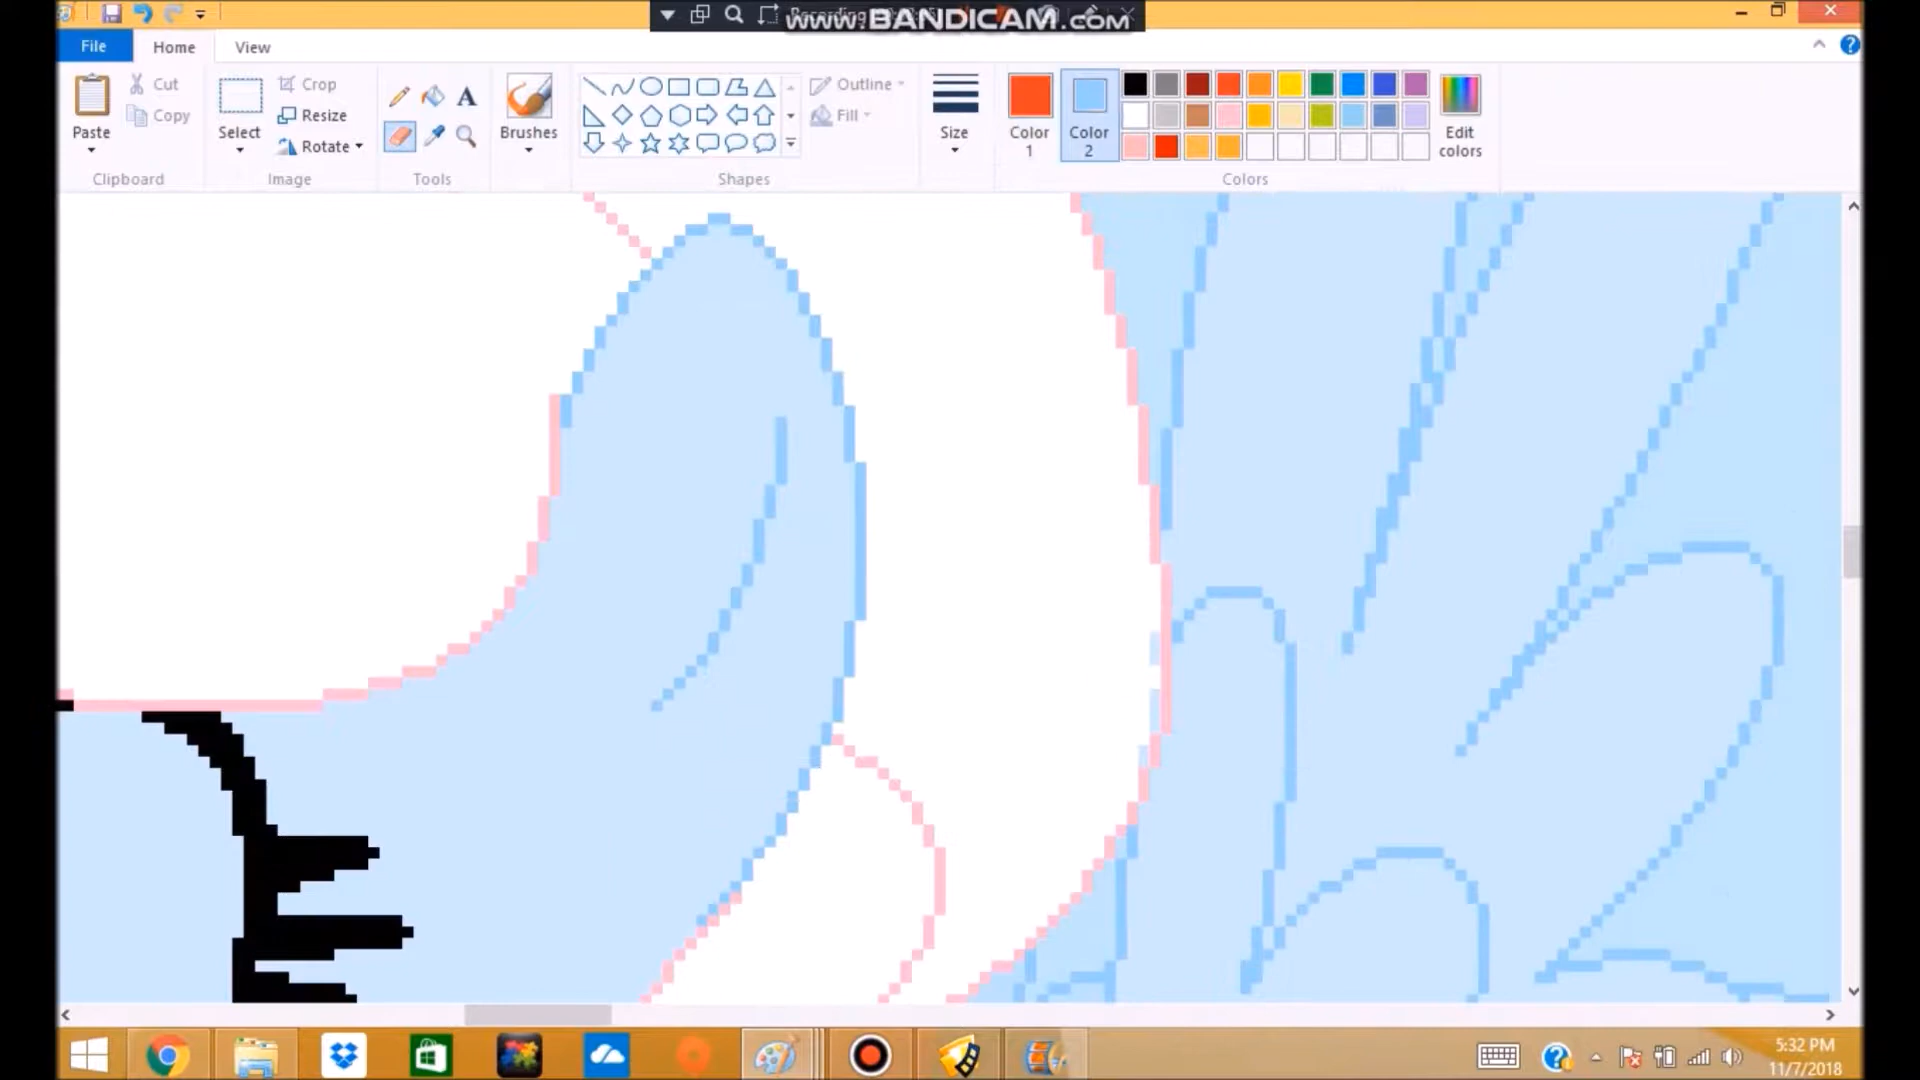 www.BANDICAM.com
File Home View
Paste
Cut
Copy
Clipboard
Select
Crop
Resize
Rotate
Image
A
Tools
Brushes
Outline
Fill
Shapes
Size
Color
1
Color
2
Edit
colors
Colors
5:32 PM
11/7/2018